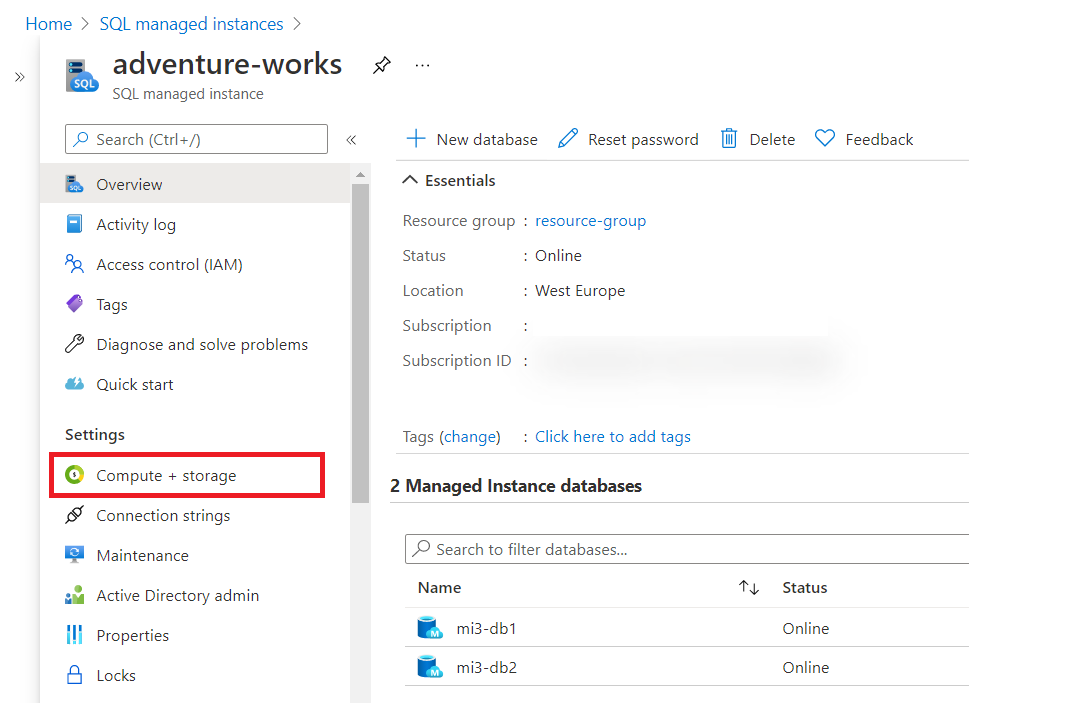 Home > SQL managed instances >
adventure-works
...
SQL managed instance
Search (Ctrl+/)
Overview
Activity log
Access control (IAM)
Tags
Diagnose and solve problems
Quick start
Settings
Compute + storage
Connection strings
Maintenance
Active Directory admin
Properties
Locks
New database Reset password Delete Feedback
Essentials
Resource group : resource-group
Status : Online
Location : West Europe
Subscription :
Subscription ID :
Tags (change) : Click here to add tags
2 Managed Instance databases
Search to filter databases...
Name Status
mi3-db1 Online
mi3-db2 Online